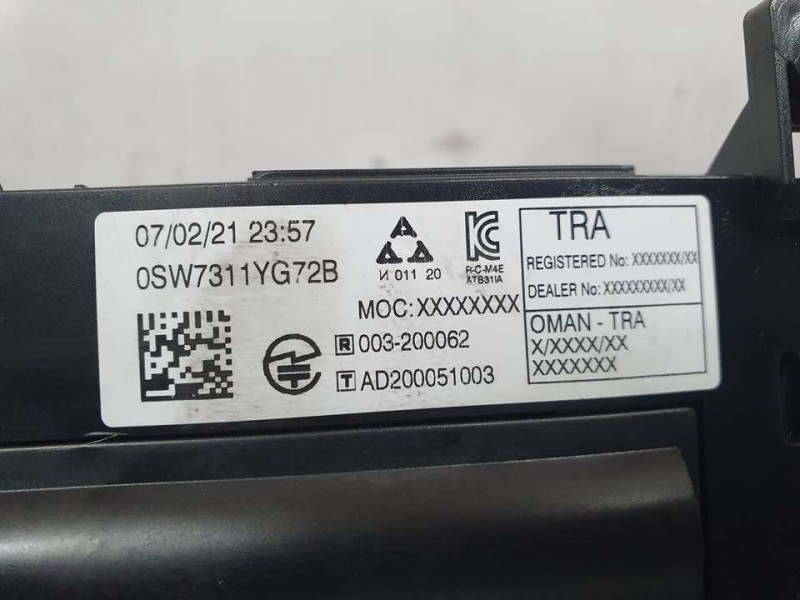 07/02/21 23:57
0SW7311YG72B
И 011 20
R-C-M4E
ATB31IA
MOC:XXXXXXXX
R 003-200062
T AD200051003
TRA
REGISTERED No: XXXXXXX/XX
DEALER No: XXXXXXXXX/XX
OMAN - TRA
X/XXXX/XX
XXXXXXX